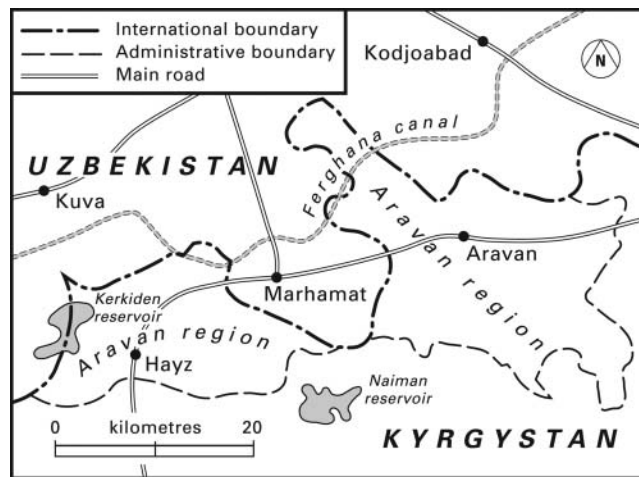 International boundary
Administrative boundary
Main road
Kodjoabad
N
Ferghana canal
UZBEKISTAN
Kuva
Aravan region
Aravan
Marhamat
Kerkiden
reservoir
Aravan region
Hayz
Naiman
reservoir
0 kilometres 20
KYRGYSTAN